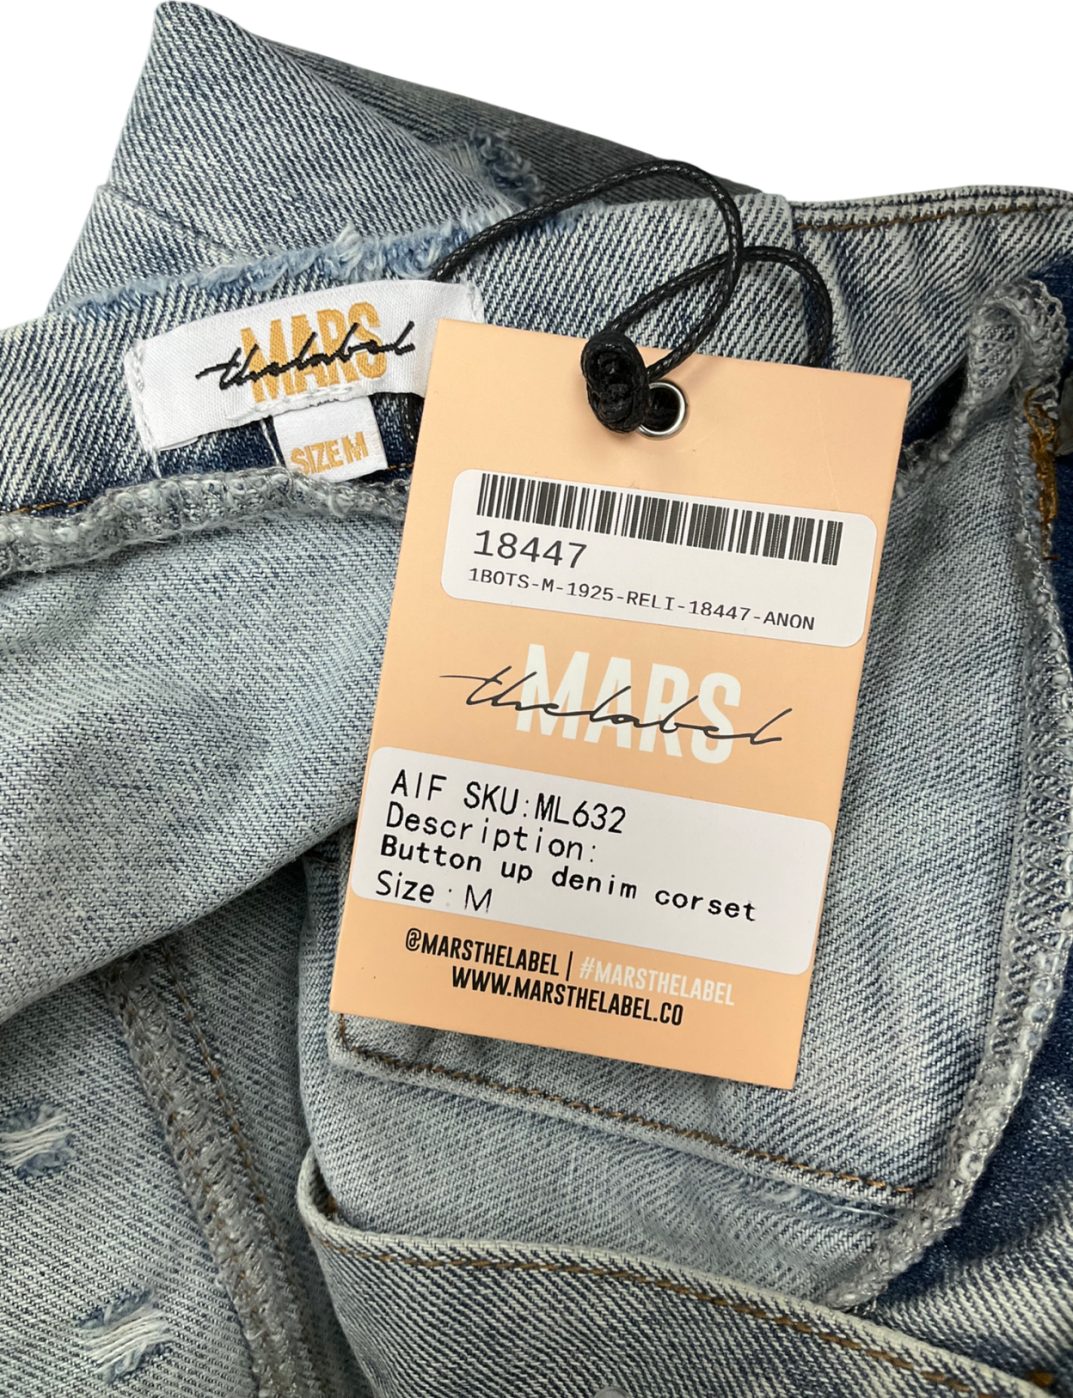 MARS
thelabel
SIZE M
18447
1BOTS-M-1925-RELI-18447-ANON
MARS
thelabel
AIF SKU:ML632
Description:
Button up denim corset
Size : M
@MARSTHELABEL | #MARSTHELABEL
WWW.MARSTHELABEL.CO